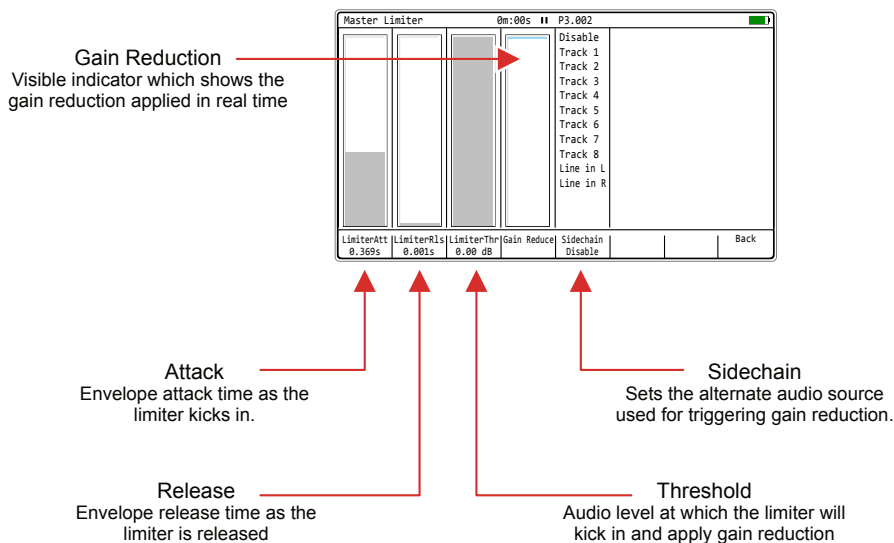 Master Limiter 0m:00s II P3.002
Gain Reduction
Visible indicator which shows the
gain reduction applied in real time
Disable
Track 1
Track 2
Track 3
Track 4
Track 5
Track 6
Track 7
Track 8
Line in L
Line in R
LimiterAtt LimiterRls LimiterThr Gain Reduce Sidechain Back
0.369s 0.001s 0.00 dB Disable
Attack
Envelope attack time as the
limiter kicks in.
Sidechain
Sets the alternate audio source
used for triggering gain reduction.
Release
Envelope release time as the
limiter is released
Threshold
Audio level at which the limiter will
kick in and apply gain reduction